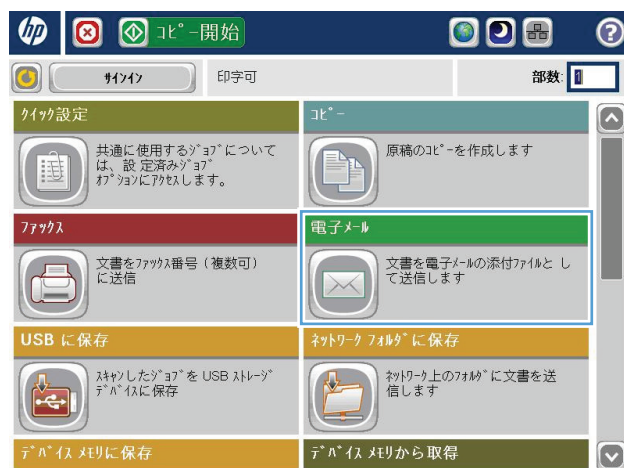 hp
ｺﾋﾟｰ開始
?
ｻｲﾝｲﾝ
印字可
部数: 1
ｸｲｯｸ設定
共通に使用するｼﾞｮﾌﾞについて
は、設 定済みｼﾞｮﾌﾞ
ｵﾌﾟｼｮﾝにｱｸｾｽしま
す。
ｺﾋﾟｰ
原稿のｺﾋﾟｰを作成します
ﾌｧｯｸｽ
文書をﾌｧｯｸｽ番号（複数可）
に送信
電子ﾒｰﾙ
文書を電子ﾒｰﾙの添付ﾌｧｲﾙと し
て送信しま
す
USB に保存
ｽｷｬﾝしたｼﾞｮﾌﾞを USB ｽﾄﾚｰｼﾞ
ﾃﾞﾊﾞｲｽに保存
ﾈｯﾄﾜｰｸ ﾌｫﾙﾀﾞに保存
ﾈｯﾄﾜｰｸ上のﾌｫﾙﾀﾞに文書を送
信します
ﾃﾞﾊﾞｲｽ ﾒﾓﾘに保存
ﾃﾞﾊﾞｲｽ ﾒﾓﾘから取得